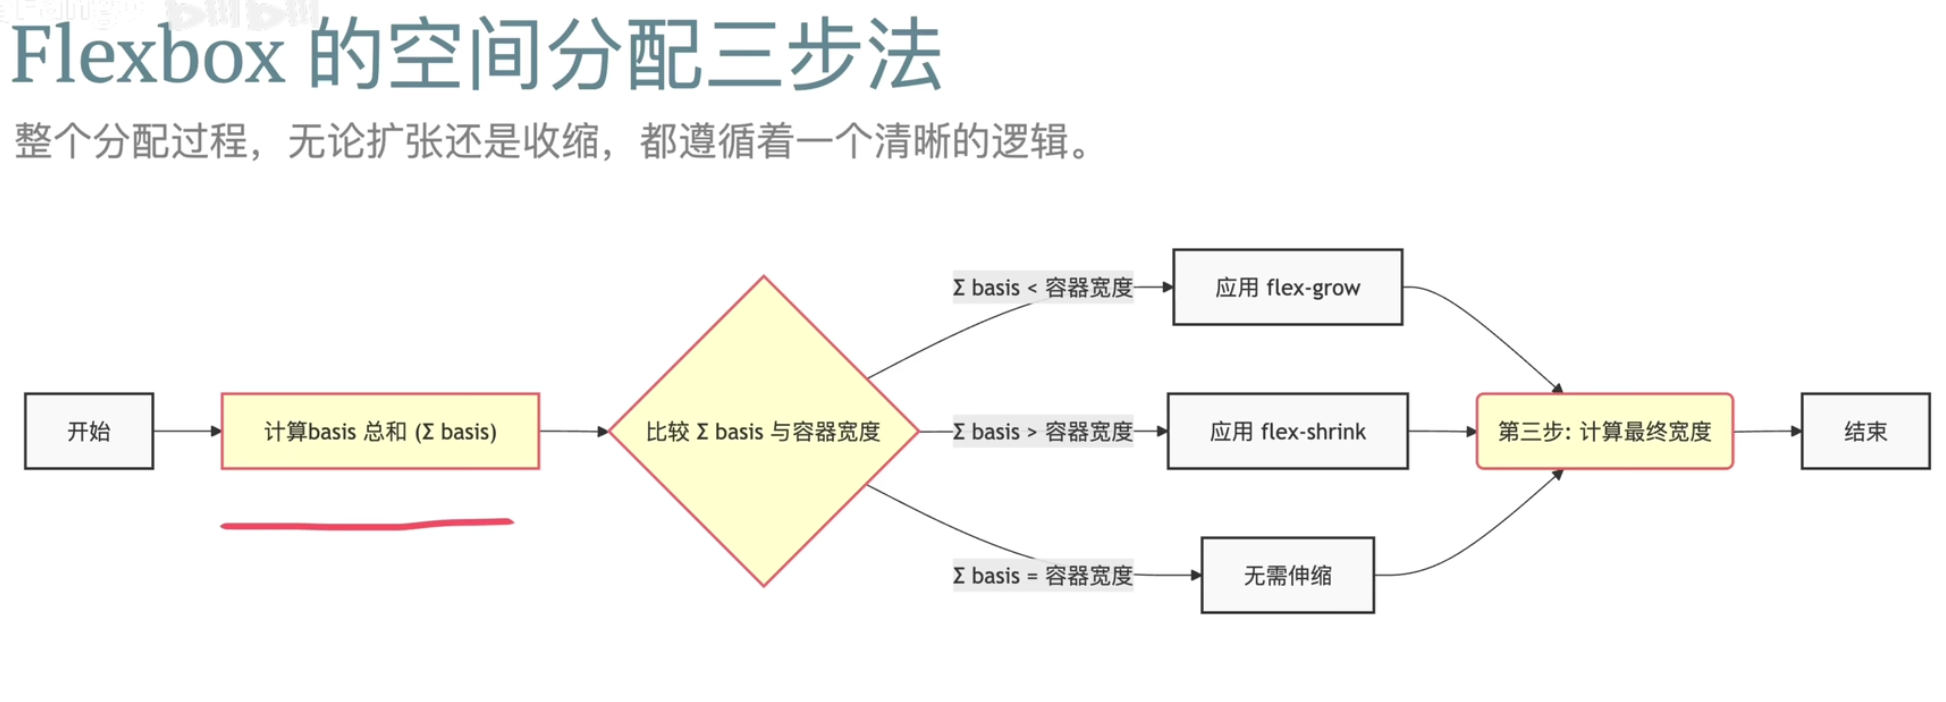 Flexbox 的空间分配三步法
整个分配过程，无论扩张还是收缩，都遵循着一个清晰的逻辑。
开始
计算basis 总和 (Σ basis)
比较 Σ basis 与容器宽度
Σ basis < 容器宽度
应用 flex-grow
Σ basis > 容器宽度
应用 flex-shrink
Σ basis = 容器宽度
无需伸缩
第三步: 计算最终宽度
结束